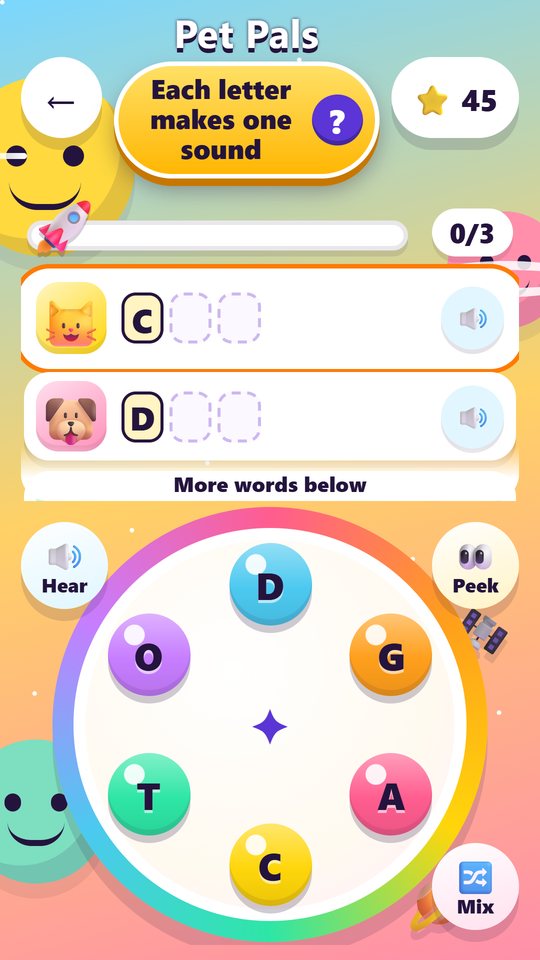 Pet Pals
←
Each letter
makes one
sound
?
45
0/3
C
D
More words below
Hear
Peek
D
O
G
T
A
C
Mix